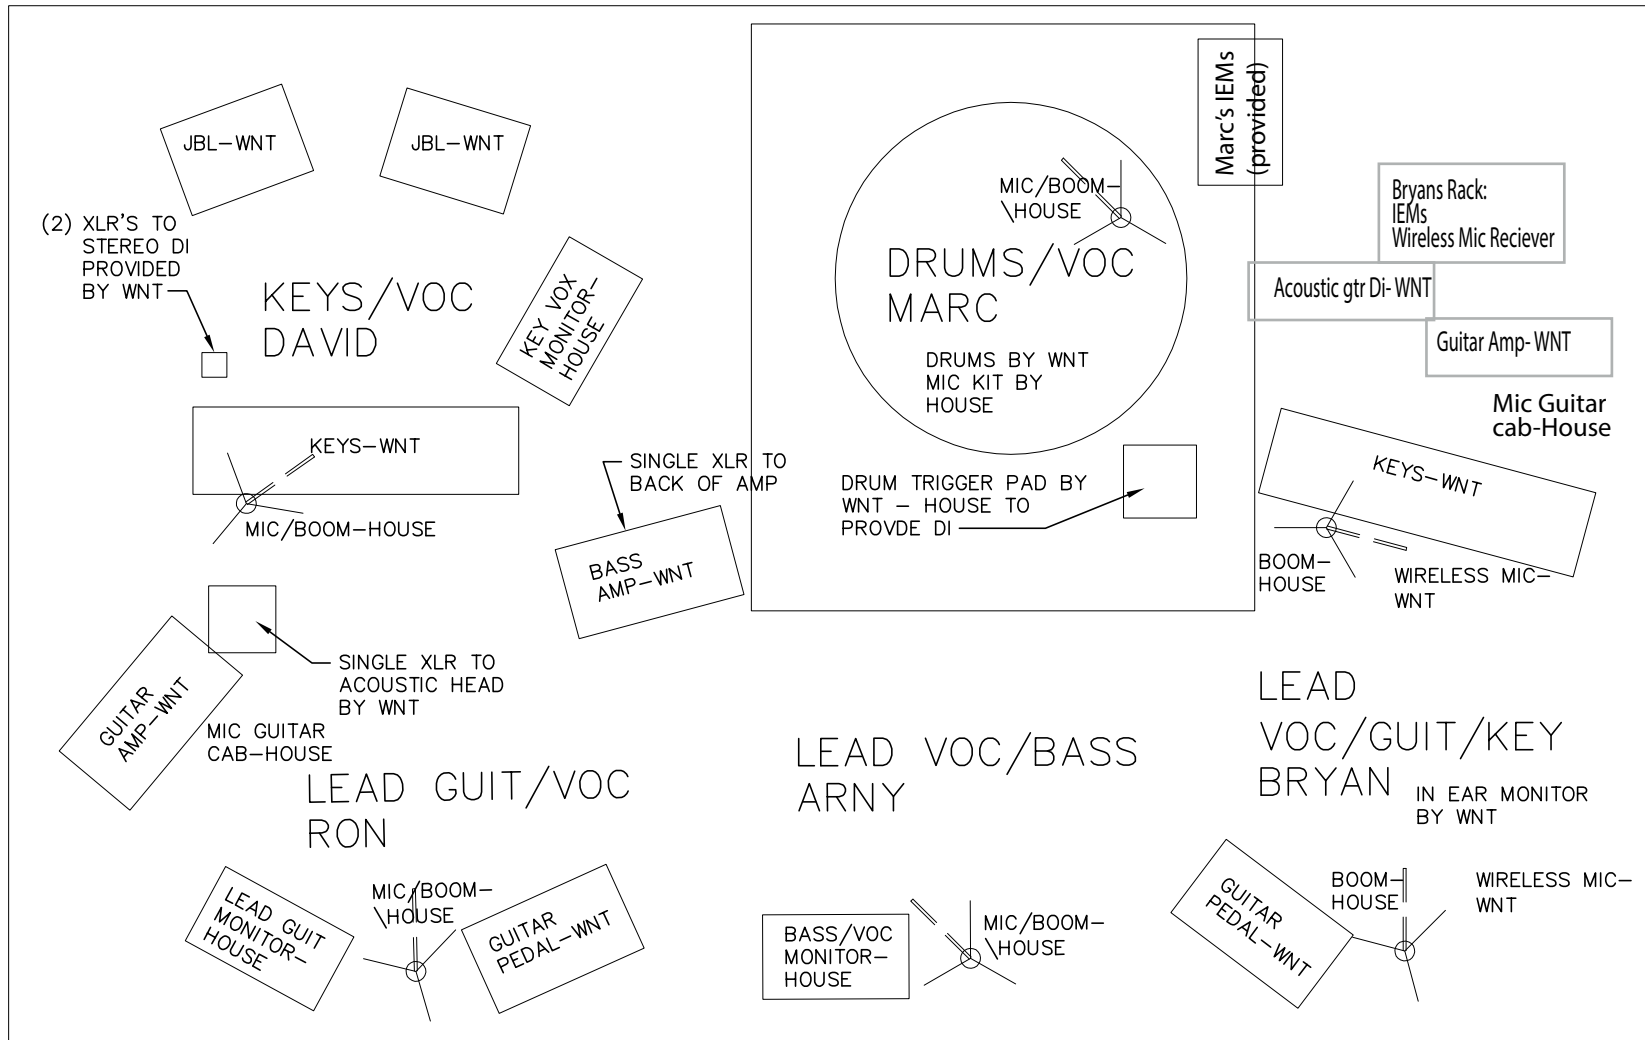 JBL-WNT
JBL-WNT
(2) XLR'S TO
STEREO DI
PROVIDED
BY WNT
KEYS/VOC
DAVID
KEY VOX
MONITOR-
HOUSE
KEYS-WNT
MIC/BOOM-HOUSE
SINGLE XLR TO
BACK OF AMP
BASS
AMP-WNT
SINGLE XLR TO
ACOUSTIC HEAD
BY WNT
GUITAR
AMP-WNT
MIC GUITAR
CAB-HOUSE
LEAD GUIT/VOC
RON
LEAD GUIT
MONITOR-
HOUSE
MIC/BOOM-
\HOUSE
GUITAR
PEDAL-WNT
Marc's IEMs
(provided)
MIC/BOOM-
\HOUSE
DRUMS/VOC
MARC
DRUMS BY WNT
MIC KIT BY
HOUSE
DRUM TRIGGER PAD BY
WNT - HOUSE TO
PROVDE DI
LEAD VOC/BASS
ARNY
BASS/VOC
MONITOR-
HOUSE
MIC/BOOM-
\HOUSE
Bryans Rack:
IEMs
Wireless Mic Reciever
Acoustic gtr Di- WNT
Guitar Amp- WNT
Mic Guitar
cab-House
KEYS-WNT
BOOM-
HOUSE
WIRELESS MIC-
WNT
LEAD
VOC/GUIT/KEY
BRYAN
IN EAR MONITOR
BY WNT
GUITAR
PEDAL-WNT
BOOM-
HOUSE
WIRELESS MIC-
WNT